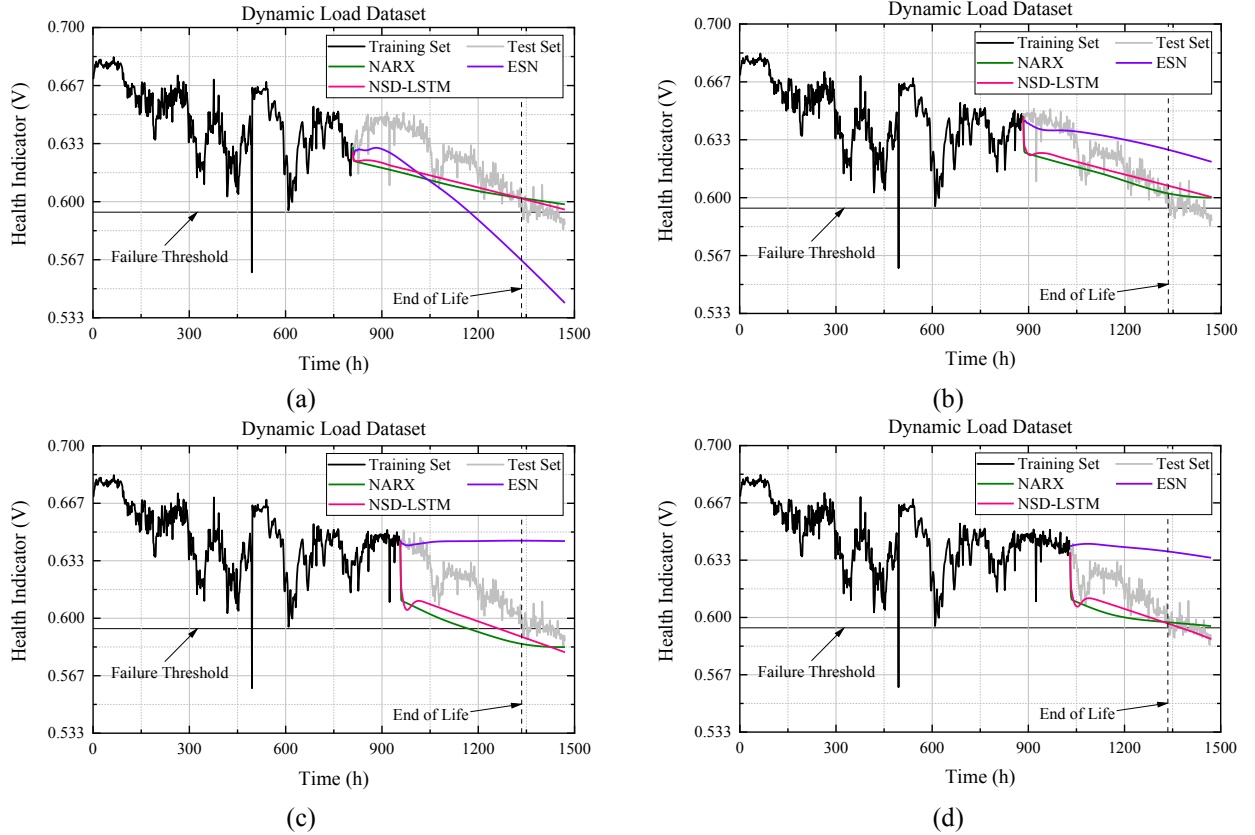 Dynamic Load Dataset
Health Indicator (V)
0.700
0.667
0.633
0.600
0.567
0.533
Training Set
Test Set
NARX
ESN
NSD-LSTM
Failure Threshold
End of Life
0
300
600
900
1200
1500
Time (h)
(a)
Dynamic Load Dataset
Health Indicator (V)
0.700
0.667
0.633
0.600
0.567
0.533
Training Set
Test Set
NARX
ESN
NSD-LSTM
Failure Threshold
End of Life
0
300
600
900
1200
1500
Time (h)
(b)
Dynamic Load Dataset
Health Indicator (V)
0.700
0.667
0.633
0.600
0.567
0.533
Training Set
Test Set
NARX
ESN
NSD-LSTM
Failure Threshold
End of Life
0
300
600
900
1200
1500
Time (h)
(c)
Dynamic Load Dataset
Health Indicator (V)
0.700
0.667
0.633
0.600
0.567
0.533
Training Set
Test Set
NARX
ESN
NSD-LSTM
Failure Threshold
End of Life
0
300
600
900
1200
1500
Time (h)
(d)